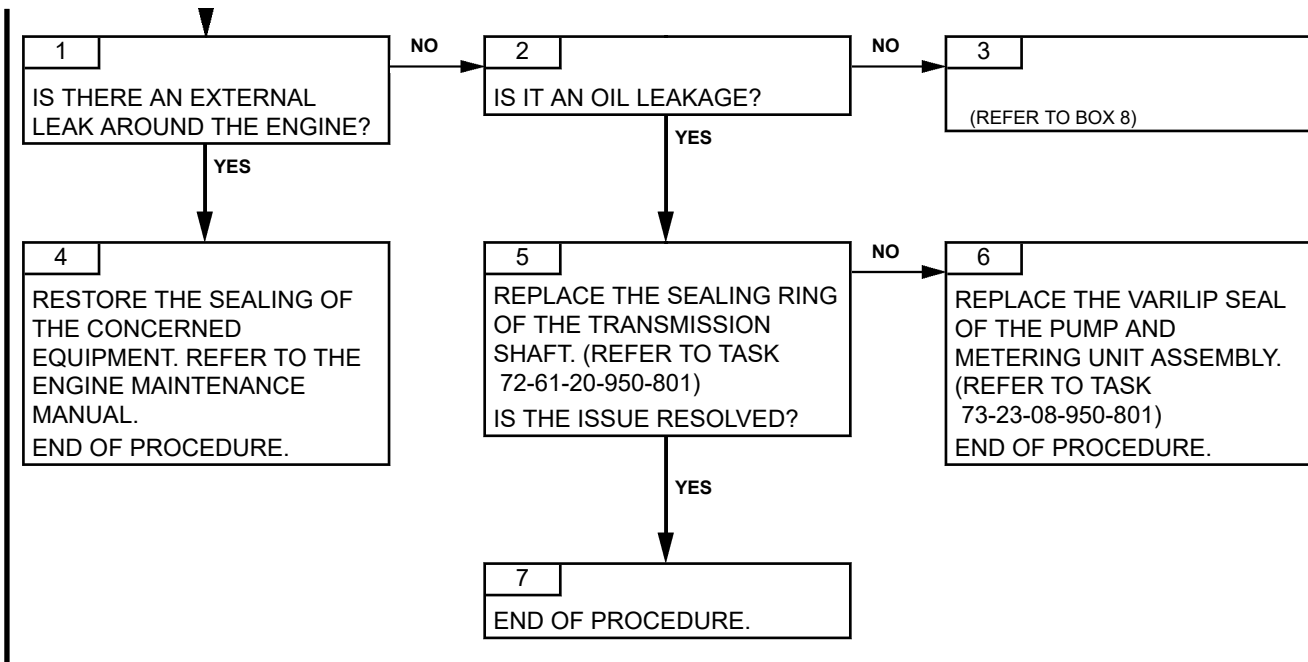 1
IS THERE AN EXTERNAL
LEAK AROUND THE ENGINE?
NO
2
IS IT AN OIL LEAKAGE?
NO
3
(REFER TO BOX 8)
YES
YES
4
RESTORE THE SEALING OF
THE CONCERNED
EQUIPMENT. REFER TO THE
ENGINE MAINTENANCE
MANUAL.
END OF PROCEDURE.
5
REPLACE THE SEALING RING
OF THE TRANSMISSION
SHAFT. (REFER TO TASK
72-61-20-950-801)
IS THE ISSUE RESOLVED?
NO
6
REPLACE THE VARILIP SEAL
OF THE PUMP AND
METERING UNIT ASSEMBLY.
(REFER TO TASK
73-23-08-950-801)
END OF PROCEDURE.
YES
7
END OF PROCEDURE.